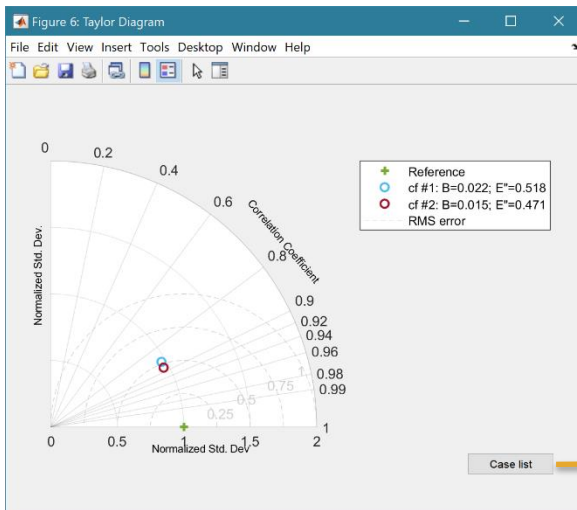 Figure 6: Taylor Diagram
File Edit View Insert Tools Desktop Window Help
0
0.2
0.4
0.6
Correlation Coefficient
0.8
0.9
0.92
0.94
0.96
0.98
0.99
1
Normalized Std. Dev.
Reference
cf #1: B=0.022; E"=0.518
cf #2: B=0.015; E"=0.471
RMS error
1
0.75
0.5
0.25
0 0.5 1 1.5 2
Normalized Std. Dev
Case list